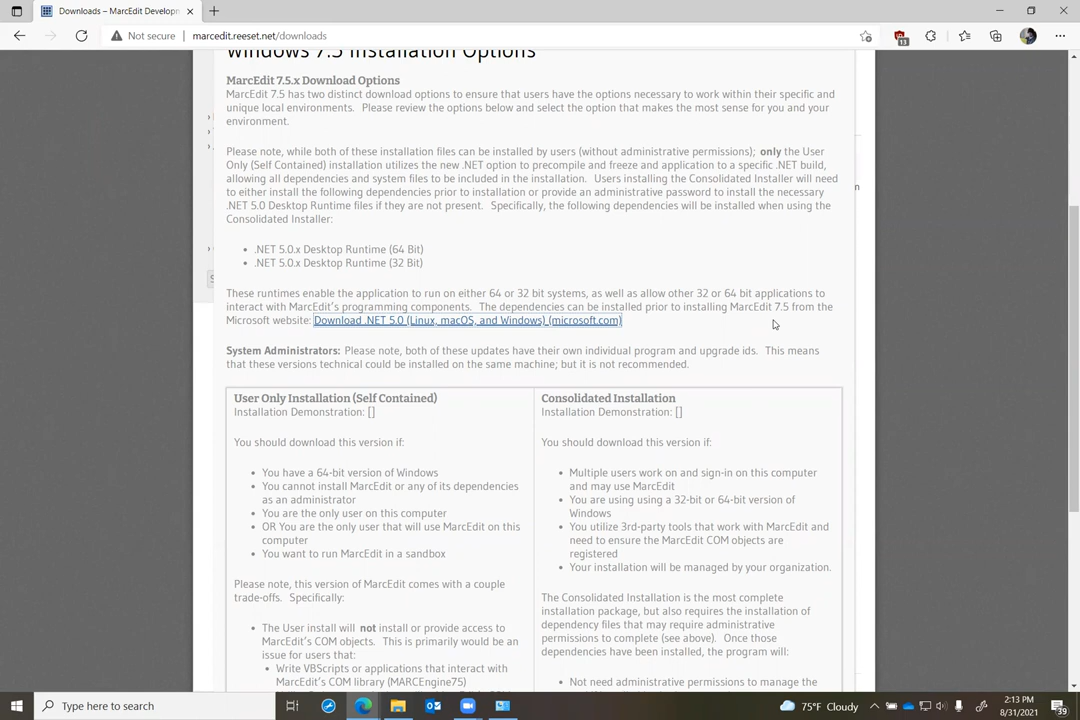 Downloads – MarcEdit Developm
Not secure
marcedit.reeset.net/downloads
13
Windows 7.5 Installation Options
MarcEdit 7.5.x Download Options
MarcEdit 7.5 has two distinct download options to ensure that users have the options necessary to work within their specific and
unique local environments. Please review the options below and select the option that makes the most sense for you and your
environment.
Please note, while both of these installation files can be installed by users (without administrative permissions); only the User
Only (Self Contained) installation utilizes the new .NET option to precompile and freeze and application to a specific .NET build,
allowing all dependencies and system files to be included in the installation. Users installing the Consolidated Installer will need
to either install the following dependencies prior to installation or provide an administrative password to install the necessary
.NET 5.0 Desktop Runtime files if they are not present. Specifically, the following dependencies will be installed when using the
Consolidated Installer:
• .NET 5.0.x Desktop Runtime (64 Bit)
• .NET 5.0.x Desktop Runtime (32 Bit)
These runtimes enable the application to run on either 64 or 32 bit systems, as well as allow other 32 or 64 bit applications to
interact with MarcEdit's programming components. The dependencies can be installed prior to installing MarcEdit 7.5 from the
Microsoft website: Download .NET 5.0 (Linux, macOS, and Windows) (microsoft.com)
System Administrators: Please note, both of these updates have their own individual program and upgrade ids. This means
that these versions technical could be installed on the same machine; but it is not recommended.
User Only Installation (Self Contained)
Installation Demonstration: []
You should download this version if:
• You have a 64-bit version of Windows
• You cannot install MarcEdit or any of its dependencies
as an administrator
• You are the only user on this computer
• OR You are the only user that will use MarcEdit on this
computer
• You want to run MarcEdit in a sandbox
Please note, this version of MarcEdit comes with a couple
trade-offs. Specifically:
• The User install will not install or provide access to
MarcEdit's COM objects. This is primarily would be an
issue for users that:
• Write VBScripts or applications that interact with
MarcEdit's COM library (MARCEngine75)
Consolidated Installation
Installation Demonstration: []
You should download this version if:
• Multiple users work on and sign-in on this computer
and may use MarcEdit
• You are using using a 32-bit or 64-bit version of
Windows
• You utilize 3rd-party tools that work with MarcEdit and
need to ensure the MarcEdit COM objects are
registered
• Your installation will be managed by your organization.
The Consolidated Installation is the most complete
installation package, but also requires the installation of
dependency files that may require administrative
permissions to complete (see above). Once those
dependencies have been installed, the program will:
• Not need administrative permissions to manage the
Type here to search
75°F Cloudy
2:13 PM
8/31/2021
39